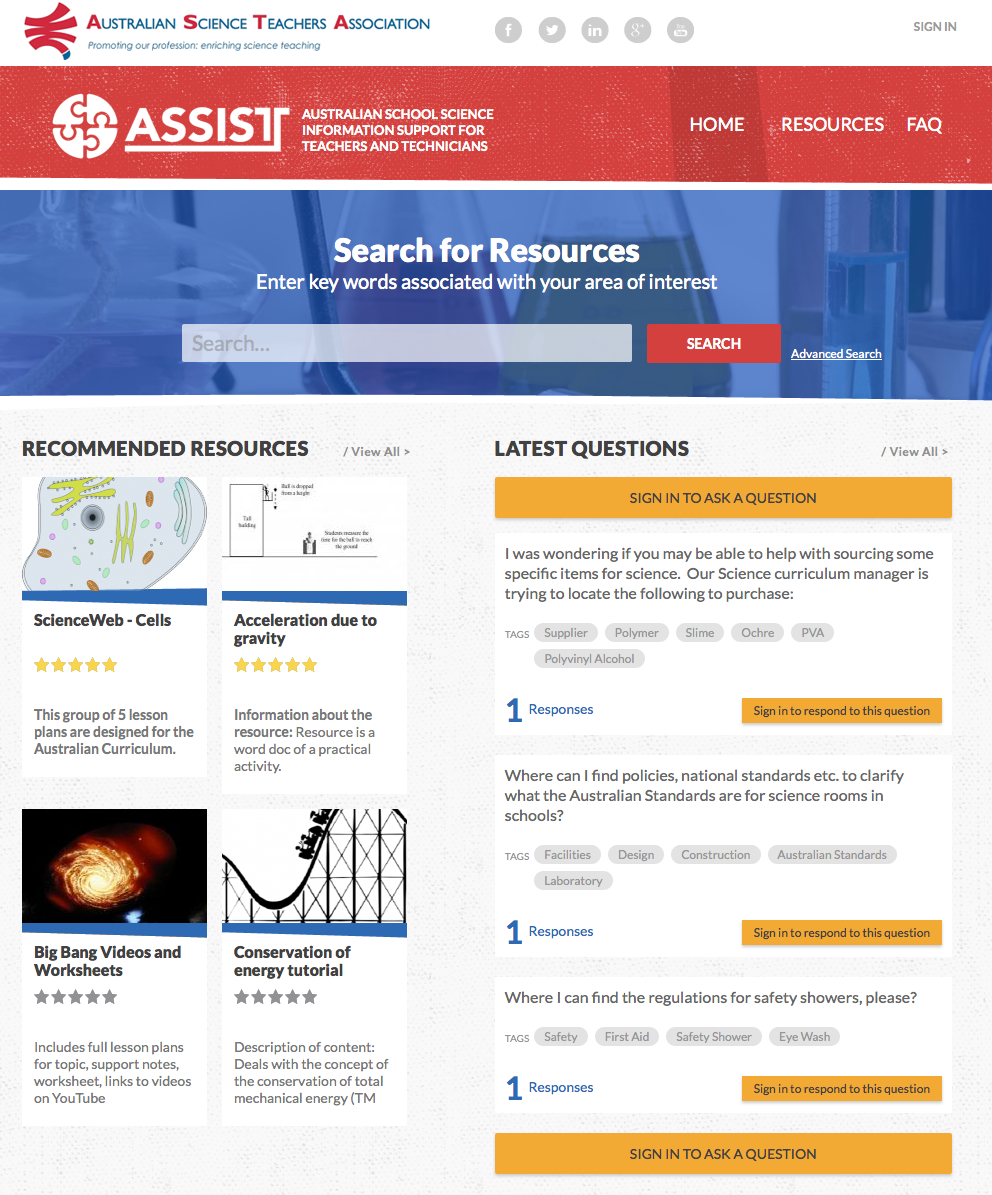 AUSTRALIAN SCIENCE TEACHERS ASSOCIATION
Promoting our profession: enriching science teaching
SIGN IN
ASSIST
AUSTRALIAN SCHOOL SCIENCE
INFORMATION SUPPORT FOR
TEACHERS AND TECHNICIANS
HOME
RESOURCES
FAQ
Search for Resources
Enter key words associated with your area of interest
Search...
SEARCH
Advanced Search
RECOMMENDED RESOURCES
/ View All >
Ball is dropped
from a height
Tall
building
Students measure the
time for the ball to reach
the ground
ScienceWeb - Cells
This group of 5 lesson
plans are designed for the
Australian Curriculum.
Acceleration due to
gravity
Information about the
resource: Resource is a
word doc of a practical
activity.
Big Bang Videos and
Worksheets
Includes full lesson plans
for topic, support notes,
worksheet, links to videos
on YouTube
Conservation of
energy tutorial
Description of content:
Deals with the concept of
the conservation of total
mechanical energy (TM
LATEST QUESTIONS
/ View All >
SIGN IN TO ASK A QUESTION
I was wondering if you may be able to help with sourcing some
specific items for science. Our Science curriculum manager is
trying to locate the following to purchase:
TAGS Supplier Polymer Slime Ochre PVA
Polyvinyl Alcohol
1 Responses
Sign in to respond to this question
Where can I find policies, national standards etc. to clarify
what the Australian Standards are for science rooms in
schools?
TAGS Facilities Design Construction Australian Standards
Laboratory
1 Responses
Sign in to respond to this question
Where I can find the regulations for safety showers, please?
TAGS Safety First Aid Safety Shower Eye Wash
1 Responses
Sign in to respond to this question
SIGN IN TO ASK A QUESTION